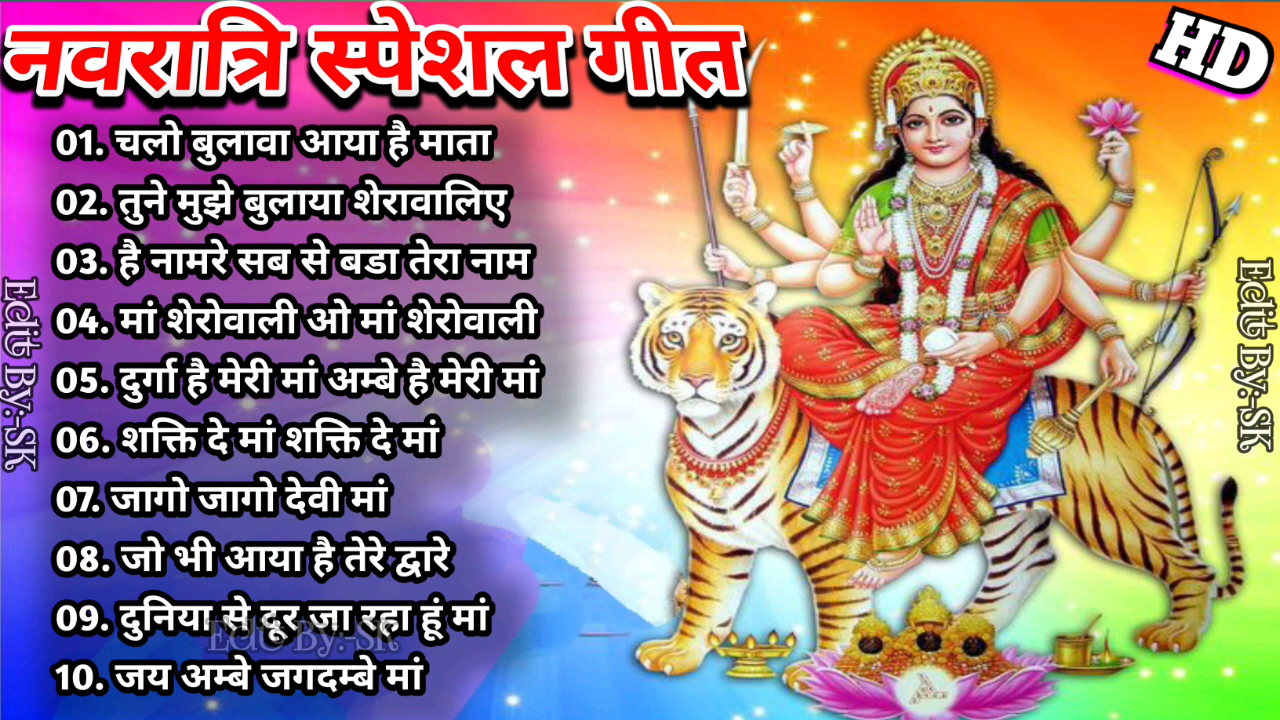 नवरात्रि स्पेशल गीत
HD
01. चलो बुलावा आया है माता
02. तुने मुझे बुलाया शेरावालिए
03. है नामरे सब से बडा तेरा नाम
04. मां शेरोवाली ओ मां शेरोवाली
05. दुर्गा है मेरी मां अम्बे है मेरी मां
06. शक्ति दे मां शक्ति दे मां
07. जागो जागो देवी मां
08. जो भी आया है तेरे द्वारे
09. दुनिया से दूर जा रहा हूं मां
10. जय अम्बे जगदम्बे मां
Edit By:-SK
Edit By:-SK
Edit By:-SK